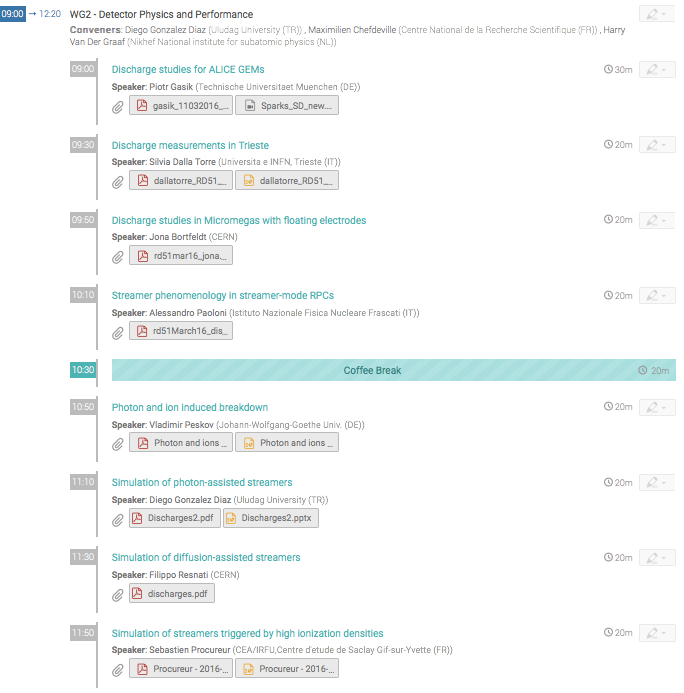 09:00 → 12:20 WG2 - Detector Physics and Performance
Conveners: Diego Gonzalez Diaz (Uludag University (TR)) , Maximilien Chefdeville (Centre National de la Recherche Scientifique (FR)) , Harry
Van Der Graaf (Nikhef National institute for subatomic physics (NL))
09:00 Discharge studies for ALICE GEMs 30m
Speaker: Piotr Gasik (Technische Universitaet Muenchen (DE))
gasik_11032016_... Sparks_SD_new....
09:30 Discharge measurements in Trieste 20m
Speaker: Silvia Dalla Torre (Universita e INFN, Trieste (IT))
dallatorre_RD51_... dallatorre_RD51_...
09:50 Discharge studies in Micromegas with floating electrodes 20m
Speaker: Jona Bortfeldt (CERN)
rd51mar16_jona....
10:10 Streamer phenomenology in streamer-mode RPCs 20m
Speaker: Alessandro Paoloni (Istituto Nazionale Fisica Nucleare Frascati (IT))
rd51March16_dis...
10:30 Coffee Break 20m
10:50 Photon and ion induced breakdown 20m
Speaker: Vladimir Peskov (Johann-Wolfgang-Goethe Univ. (DE))
Photon and ions ... Photon and ions ...
11:10 Simulation of photon-assisted streamers 20m
Speaker: Diego Gonzalez Diaz (Uludag University (TR))
Discharges2.pdf Discharges2.pptx
11:30 Simulation of diffusion-assisted streamers 20m
Speaker: Filippo Resnati (CERN)
discharges.pdf
11:50 Simulation of streamers triggered by high ionization densities 20m
Speaker: Sebastien Procureur (CEA/IRFU,Centre d'etude de Saclay Gif-sur-Yvette (FR))
Procureur - 2016-... Procureur - 2016-...